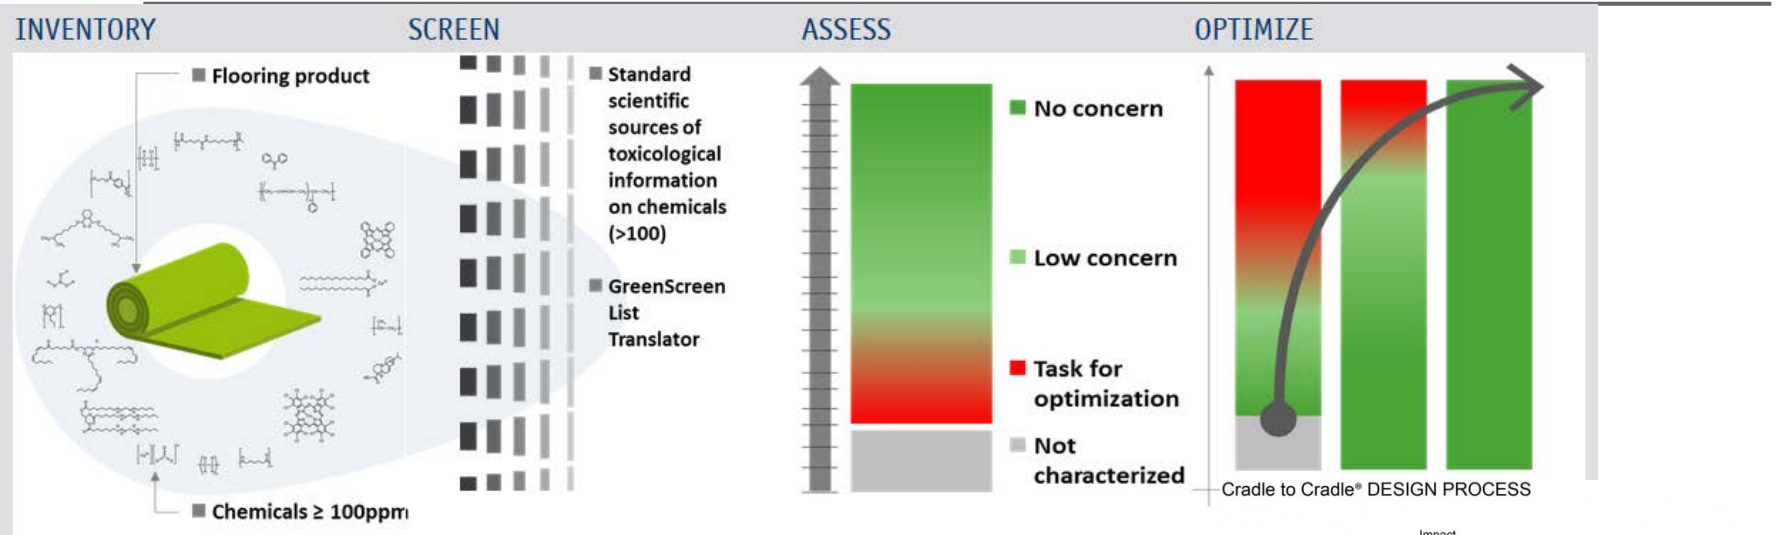 INVENTORY
SCREEN
ASSESS
OPTIMIZE
Flooring product
Chemicals ≥ 100ppm
Standard
scientific
sources of
toxicological
information
on chemicals
(>100)
GreenScreen
List
Translator
No concern
Low concern
Task for
optimization
Not
characterized
Cradle to Cradle® DESIGN PROCESS
Impact